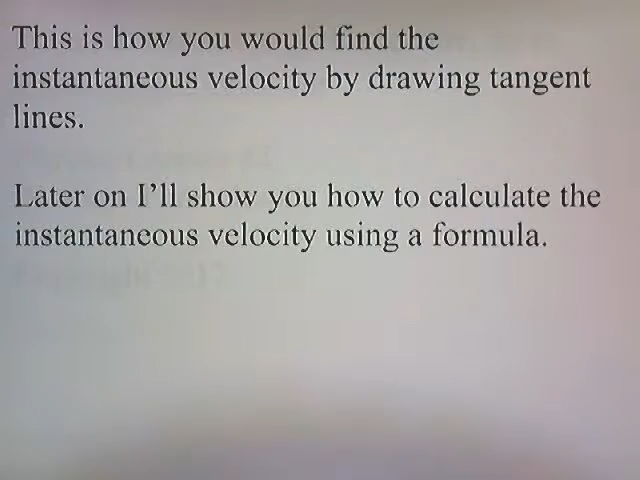 This is how you would find the
instantaneous velocity by drawing tangent
lines.
Later on I'll show you how to calculate the
instantaneous velocity using a formula.